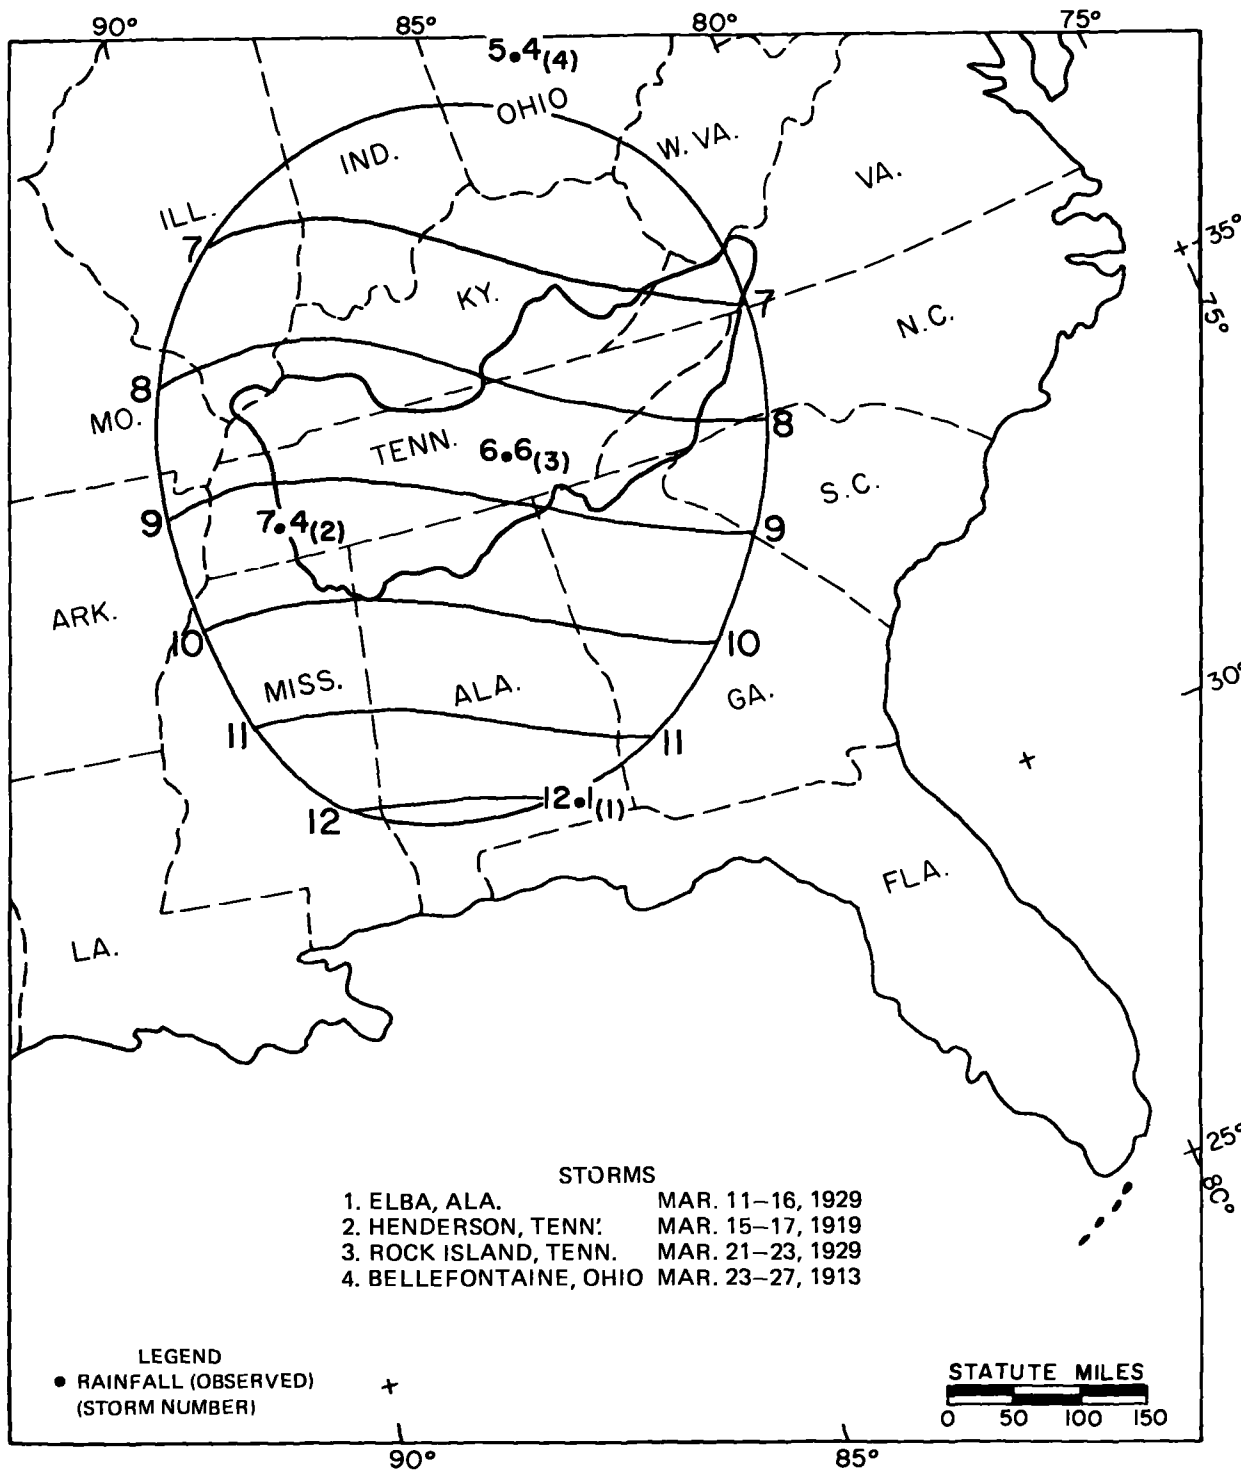 90° 85° 80° 75°
5.4(4)
OHIO
W. VA.
IND.
VA.
ILL.
7
35°
KY.
7
75°
N.C.
8
MO.
8
TENN.
6.6(3)
S.C.
9
7.4(2)
9
ARK.
10
10
30°
MISS.
ALA.
GA.
11
11
12
12.1(1)
FLA.
LA.
25°
80°
STORMS
1. ELBA, ALA. MAR. 11–16, 1929
2. HENDERSON, TENN. MAR. 15–17, 1919
3. ROCK ISLAND, TENN. MAR. 21–23, 1929
4. BELLEFONTAINE, OHIO MAR. 23–27, 1913
LEGEND
• RAINFALL (OBSERVED)
(STORM NUMBER)
STATUTE MILES
0 50 100 150
90° 85°